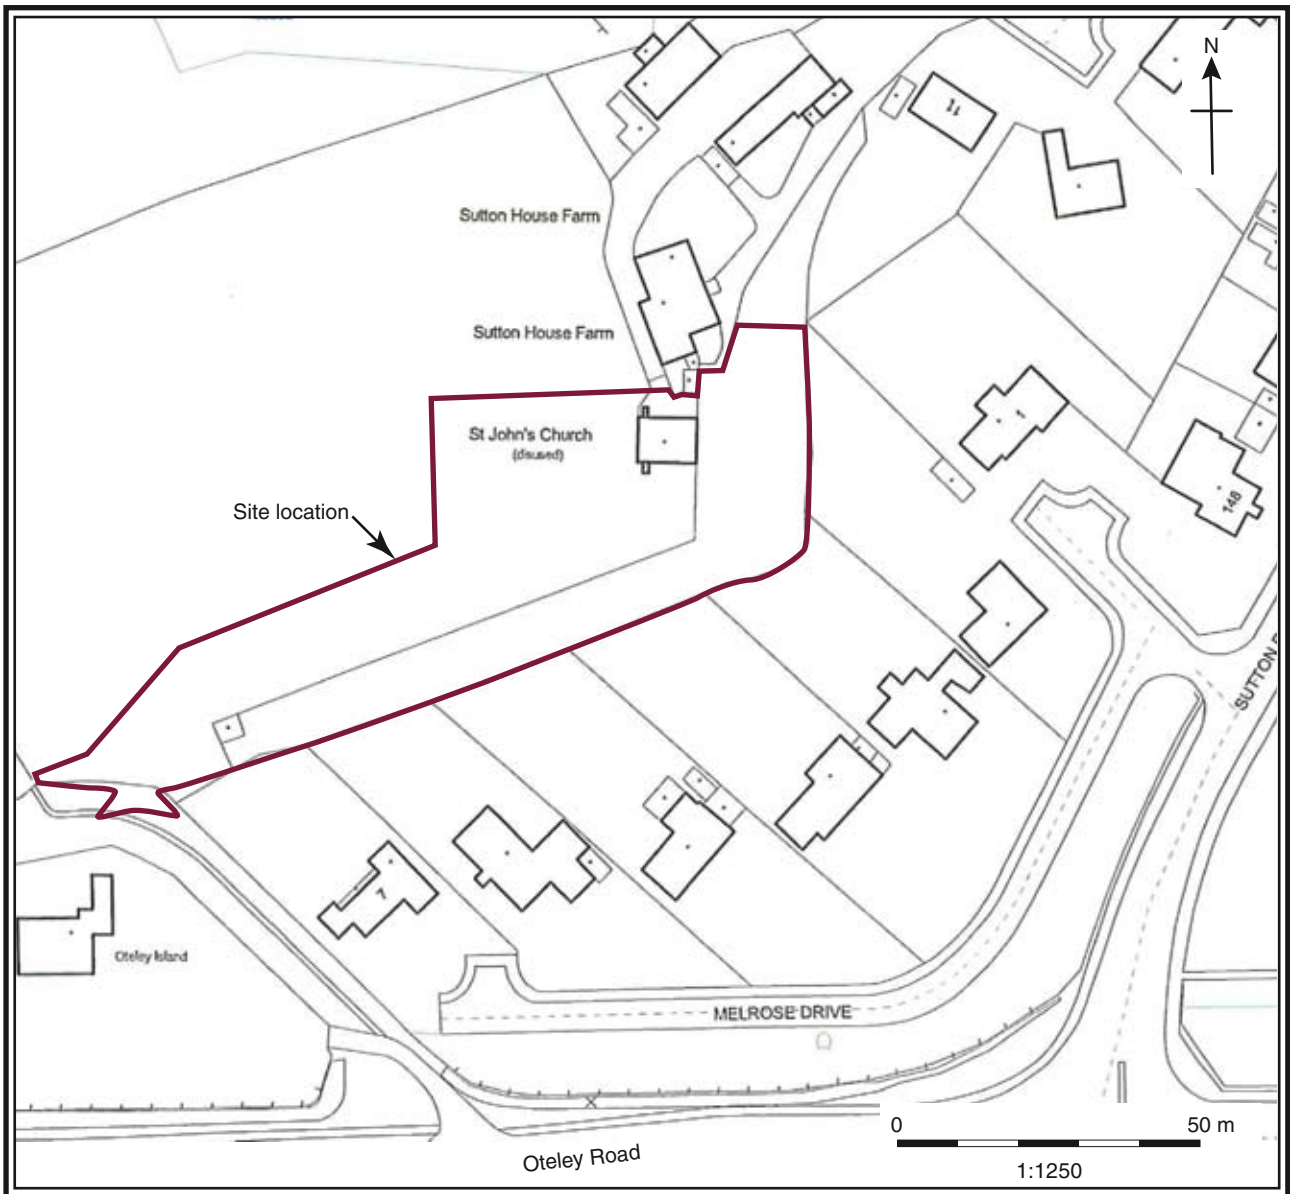 N
11
Sutton House Farm
Sutton House Farm
St John's Church
(disused)
1
148
Site location
SUTTON
7
Oteley Island
MELROSE DRIVE
0
50 m
Oteley Road
1:1250